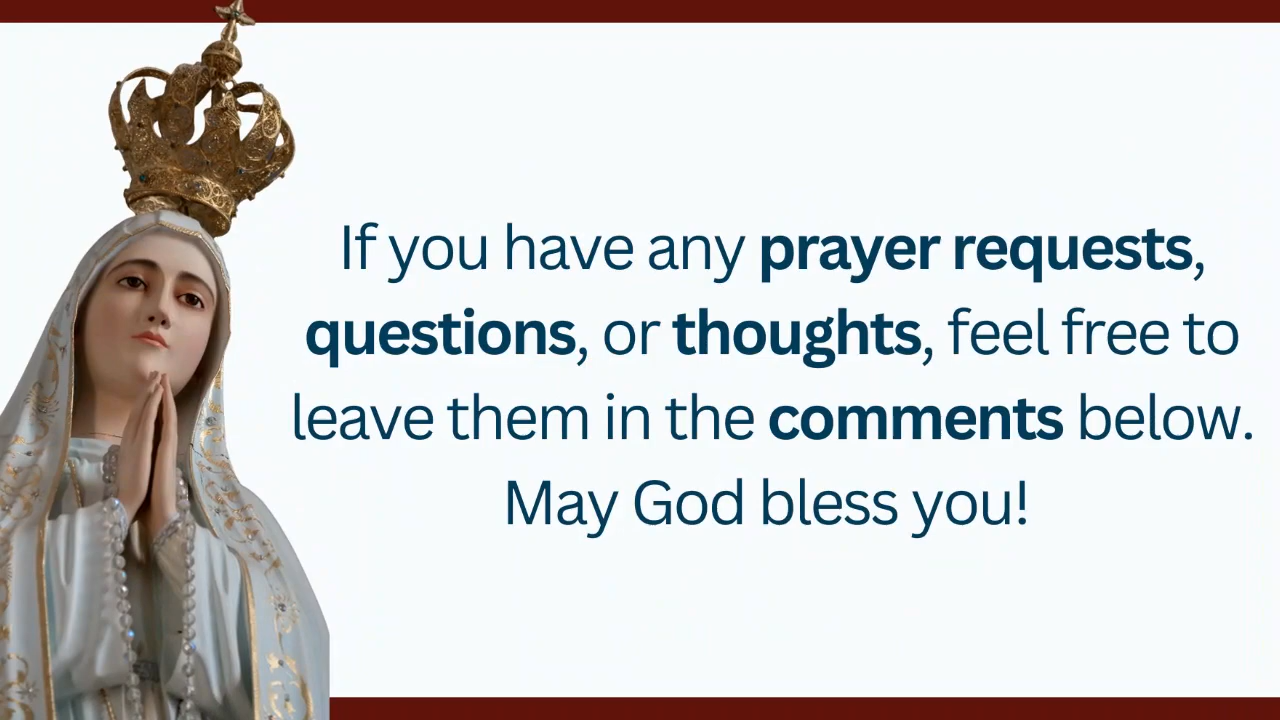 If you have any prayer requests,
questions, or thoughts, feel free to
leave them in the comments below.
May God bless you!